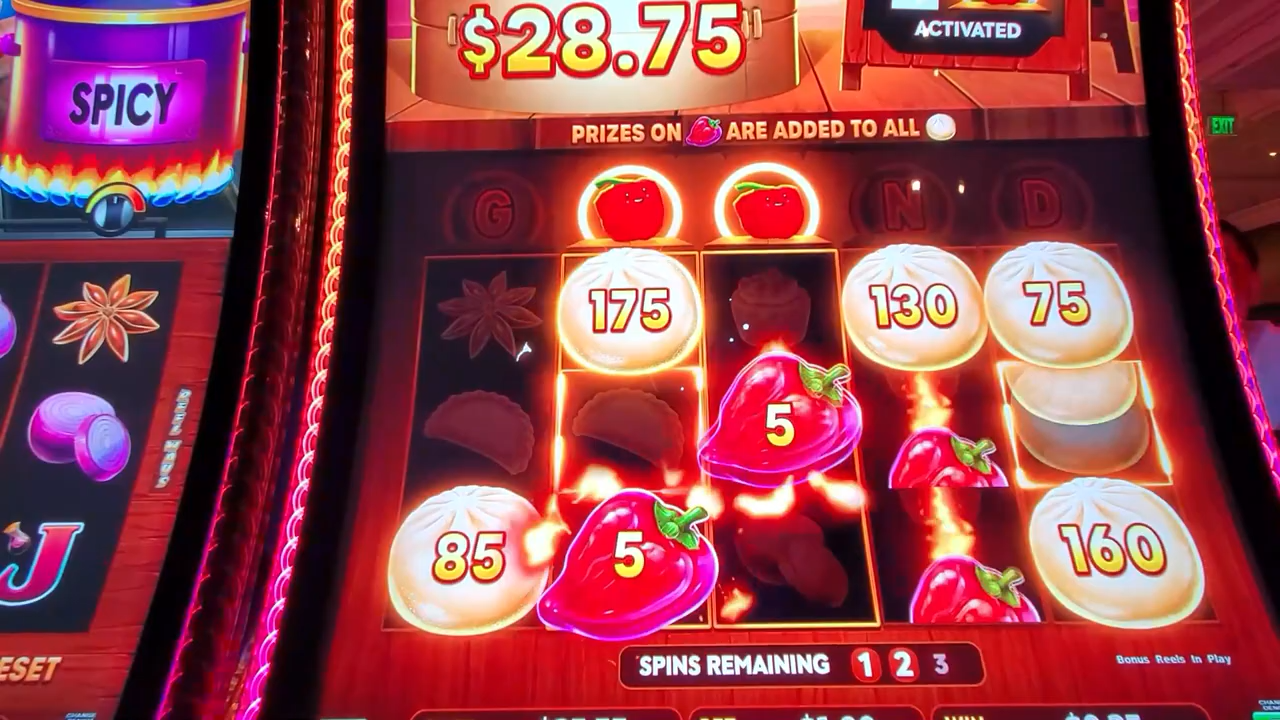 $28.75
ACTIVATED
SPICY
EXIT
PRIZES ON ARE ADDED TO ALL
G N D
175 130 75
5
J
85 5 160
SPINS REMAINING 1 2 3
Bonus Reels In Play
ESET